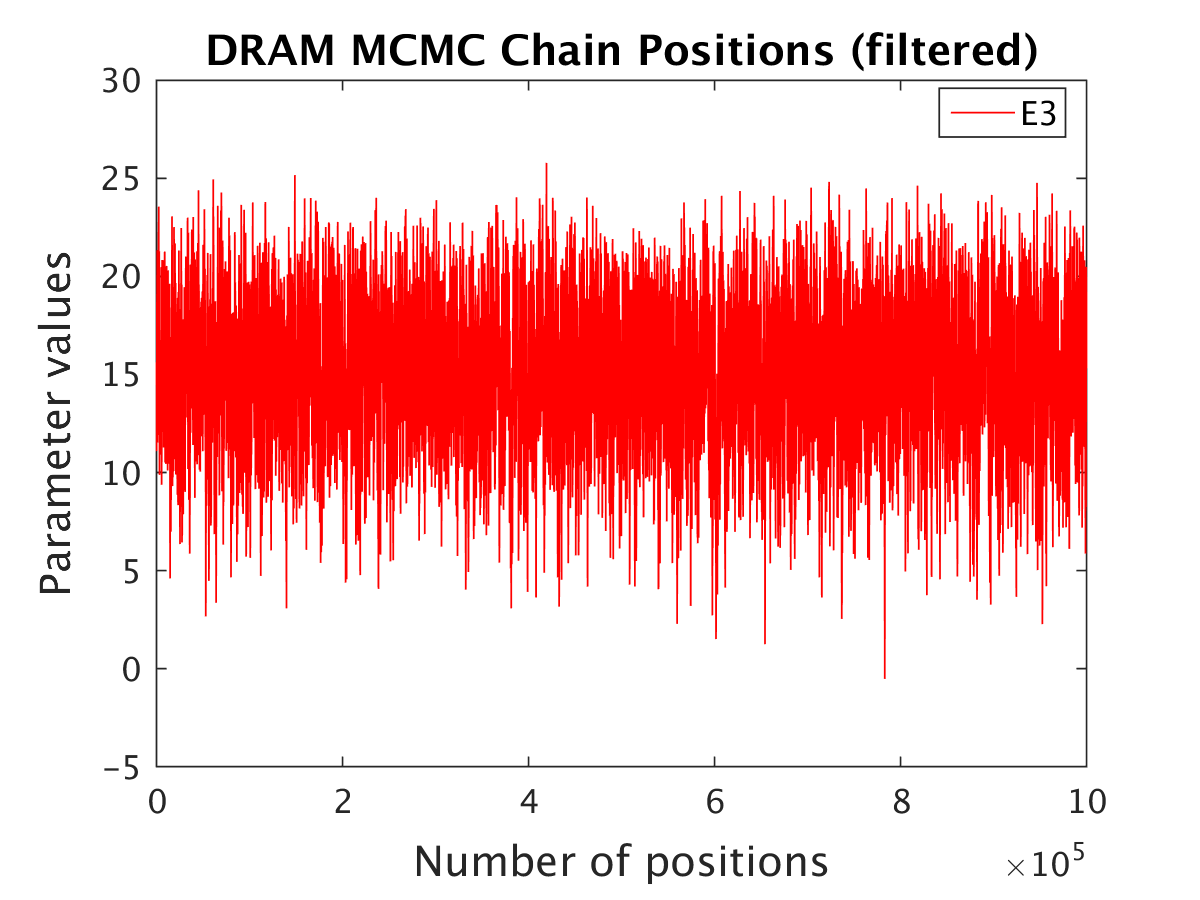 DRAM MCMC Chain Positions (filtered)
E3
30
25
20
15
10
5
0
−5
Parameter values
0 2 4 6 8 10
Number of positions
×10⁵